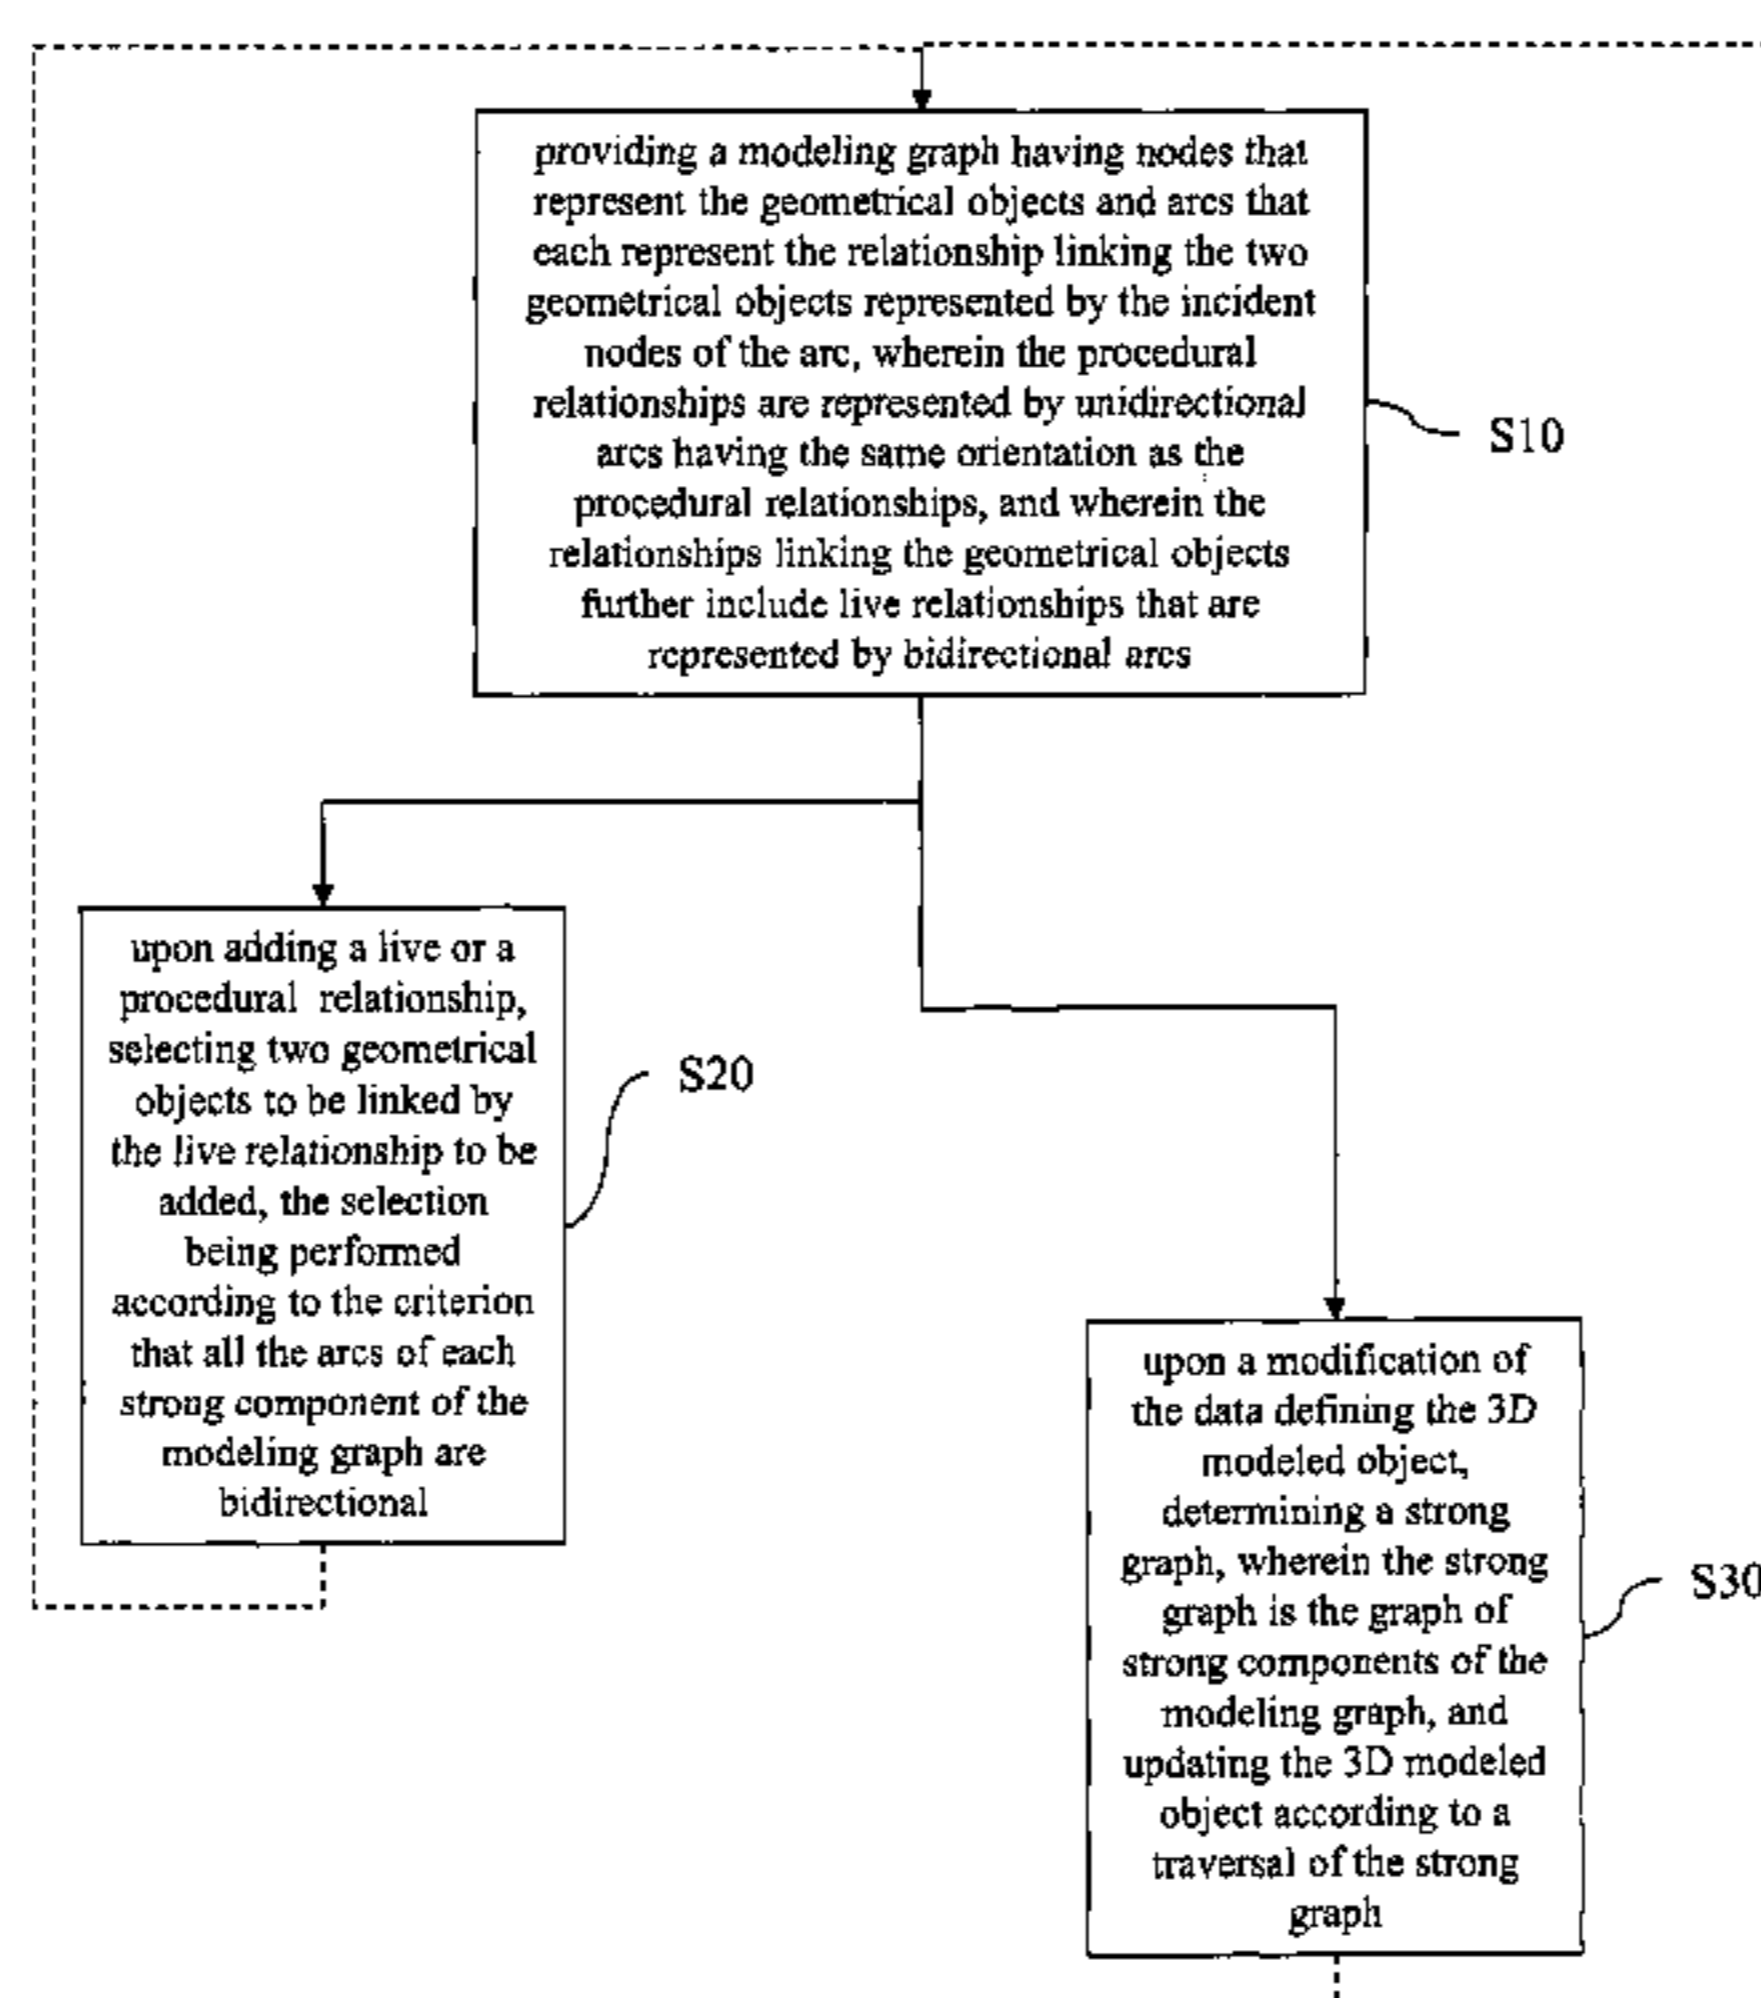 providing a modeling graph having nodes that
represent the geometrical objects and arcs that
each represent the relationship linking the two
geometrical objects represented by the incident
nodes of the arc, wherein the procedural
relationships are represented by unidirectional
arcs having the same orientation as the
procedural relationships, and wherein the
relationships linking the geometrical objects
further include live relationships that are
represented by bidirectional arcs
S10
upon adding a live or a
procedural relationship,
selecting two geometrical
objects to be linked by
the live relationship to be
added, the selection
being performed
according to the criterion
that all the arcs of each
strong component of the
modeling graph are
bidirectional
S20
upon a modification of
the data defining the 3D
modeled object,
determining a strong
graph, wherein the strong
graph is the graph of
strong components of the
modeling graph, and
updating the 3D modeled
object according to a
traversal of the strong
graph
S30